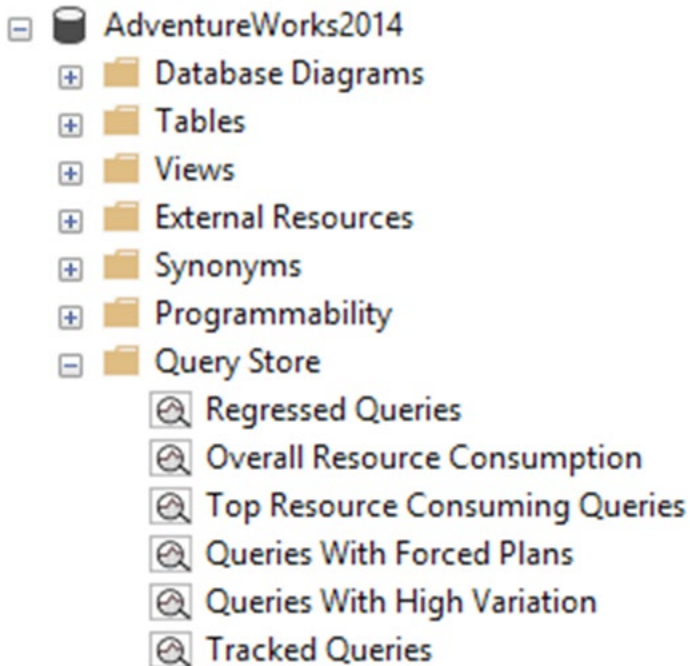 AdventureWorks2014
Database Diagrams
Tables
Views
External Resources
Synonyms
Programmability
Query Store
Regressed Queries
Overall Resource Consumption
Top Resource Consuming Queries
Queries With Forced Plans
Queries With High Variation
Tracked Queries